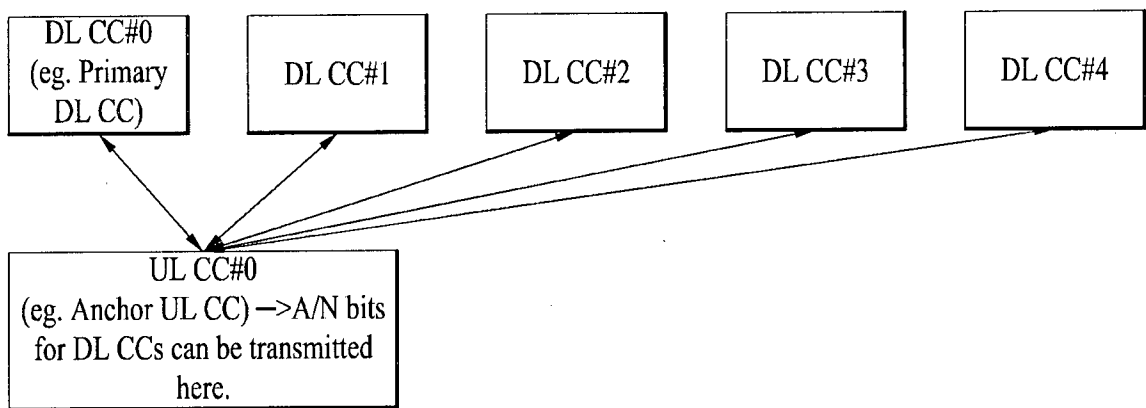 DL CC#0
(eg. Primary
DL CC)
DL CC#1
DL CC#2
DL CC#3
DL CC#4
UL CC#0
(eg. Anchor UL CC) —>A/N bits
for DL CCs can be transmitted
here.